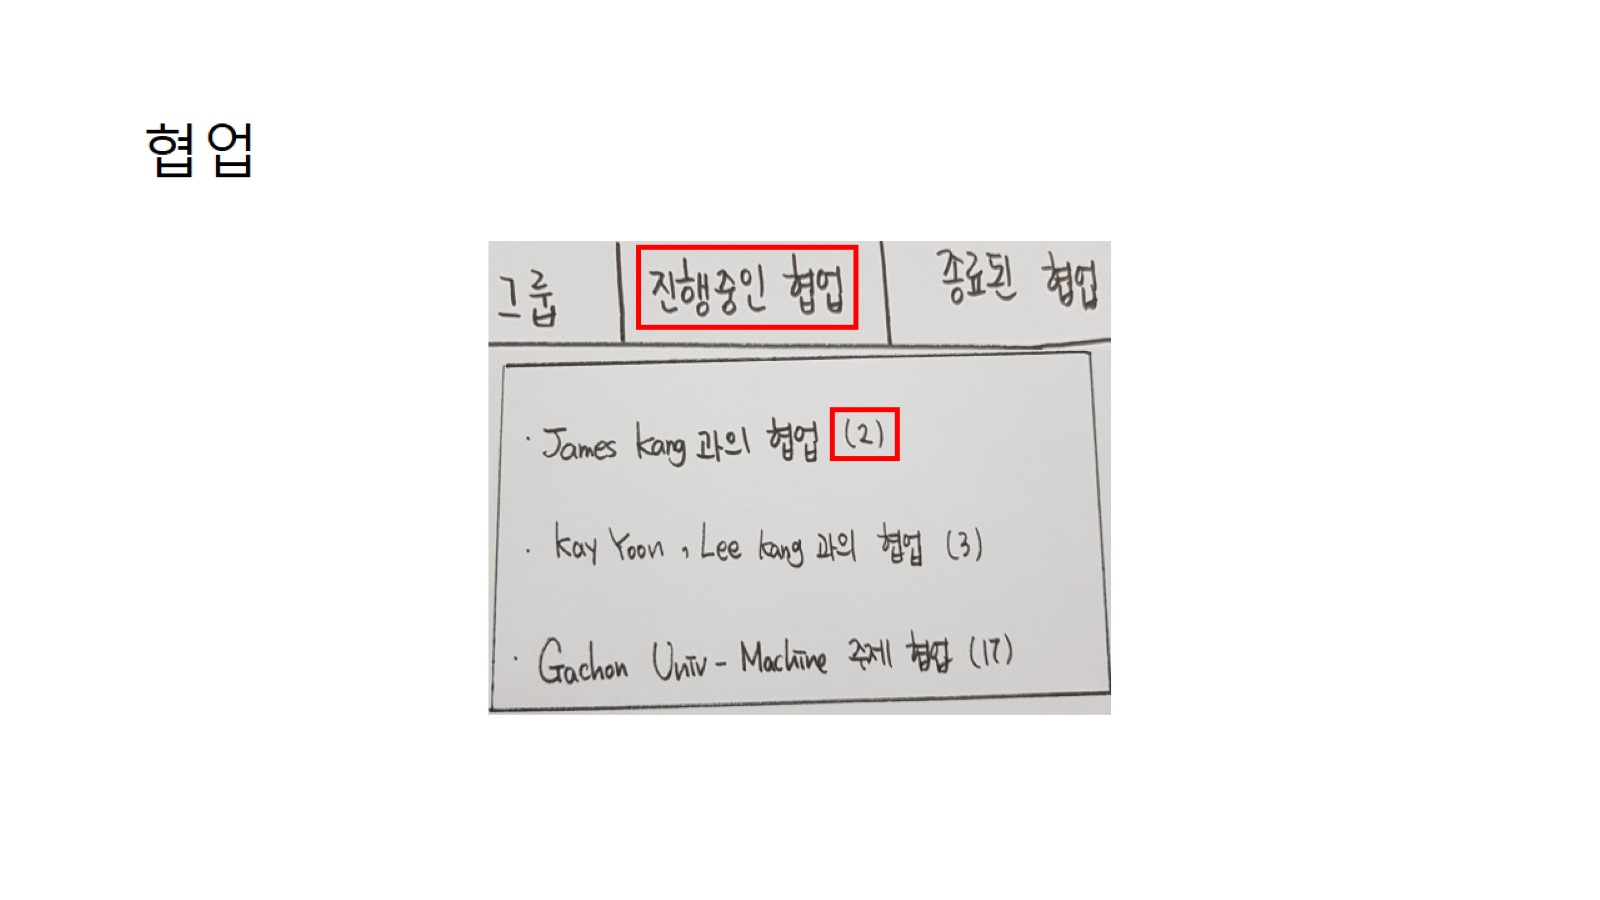 협업
그룹 진행중인 협업 종료된 협업
· James Kang 과의 협업 (2)
· Kay Yoon, Lee Kang 과의 협업 (3)
· Gachon Univ - Machine 주제 협업 (17)